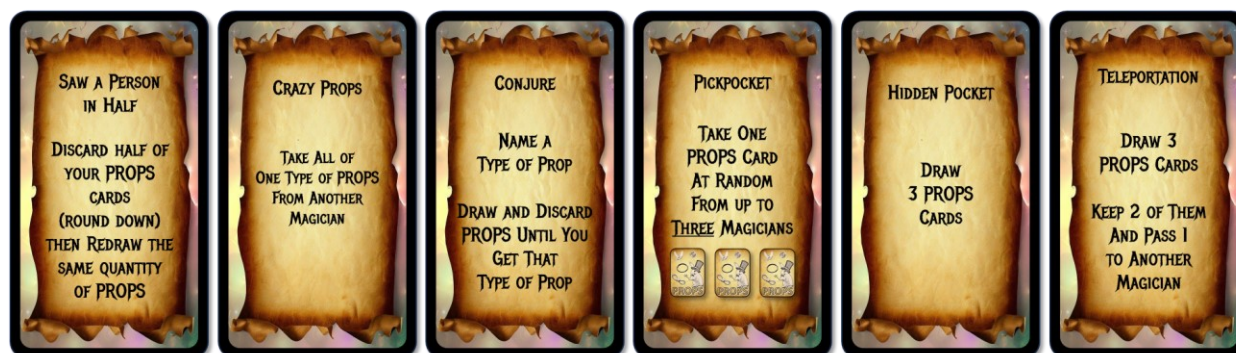 Saw a Person
in Half
Discard half of
your PROPS
cards
(round down)
then Redraw the
same quantity
of PROPS
Crazy Props
Take All of
One Type of PROPS
From Another
Magician
Conjure
Name a
Type of Prop
Draw and Discard
PROPS Until You
Get That
Type of Prop
Pickpocket
Take One
PROPS Card
At Random
From up to
Three Magicians
PROPS
PROPS
PROPS
Hidden Pocket
Draw
3 PROPS
Cards
Teleportation
Draw 3
PROPS Cards
Keep 2 of Them
And Pass 1
to Another
Magician